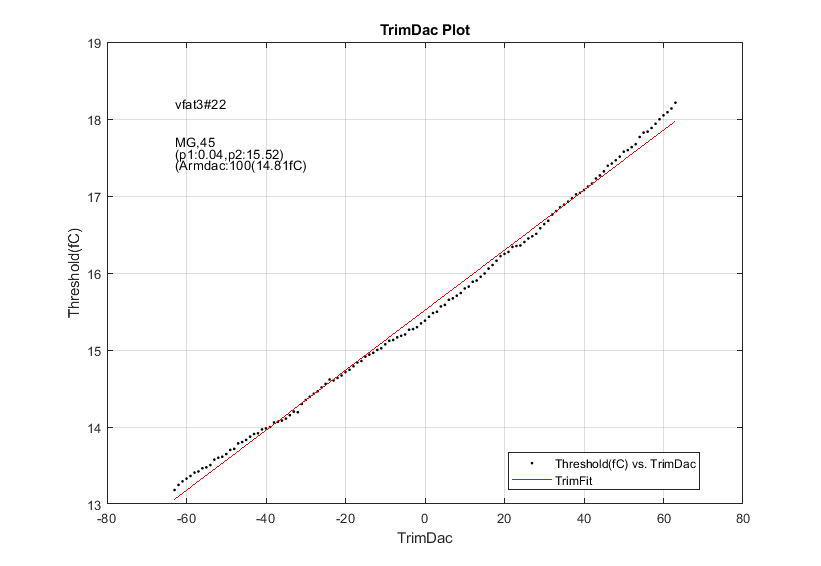 TrimDac Plot
19
18
17
16
15
14
13
Threshold(fC)
vfat3#22
MG,45
(p1:0.04,p2:15.52)
(Armdac:100(14.81fC)
Threshold(fC) vs. TrimDac
TrimFit
-80 -60 -40 -20 0 20 40 60 80
TrimDac